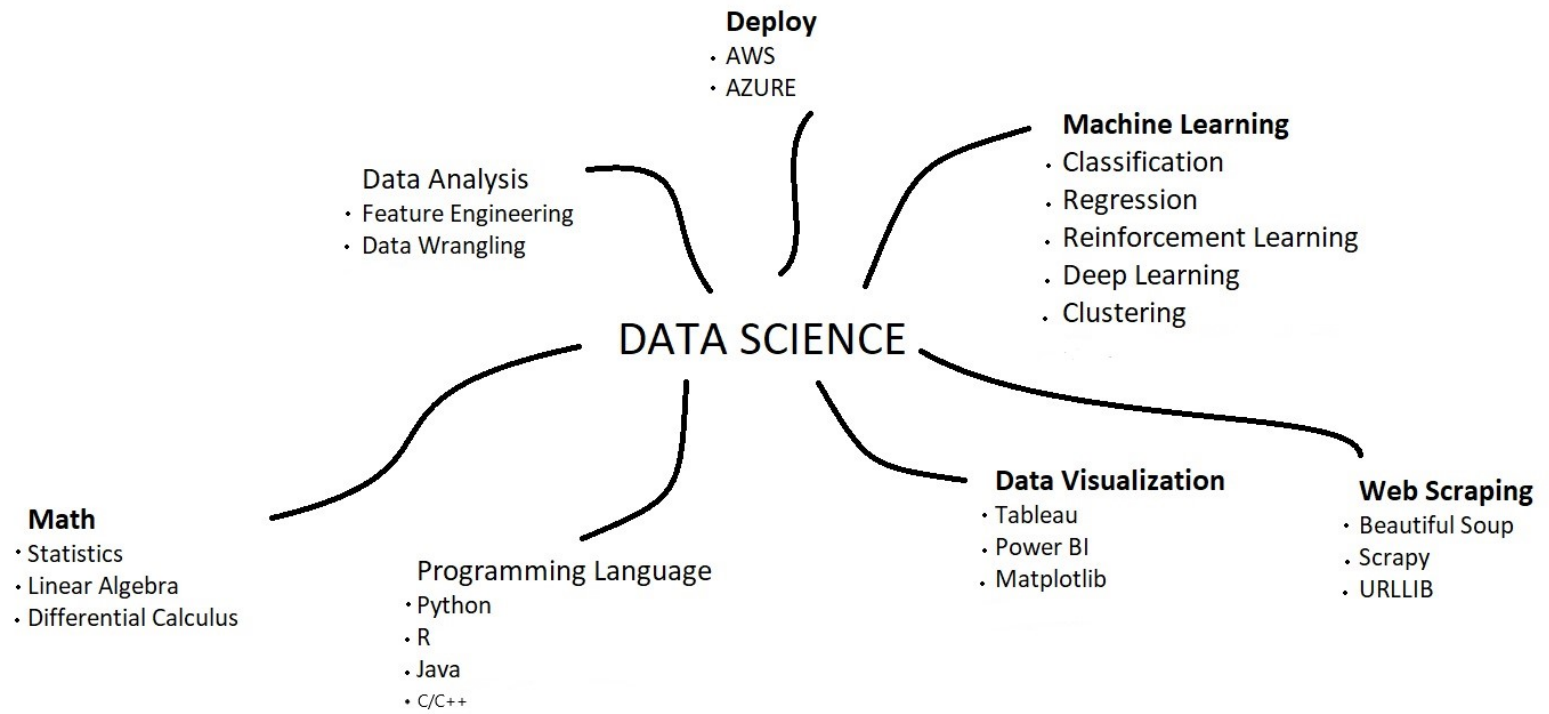 Deploy
• AWS
• AZURE
Machine Learning
• Classification
• Regression
• Reinforcement Learning
• Deep Learning
• Clustering
Data Analysis
• Feature Engineering
• Data Wrangling
DATA SCIENCE
Math
• Statistics
• Linear Algebra
• Differential Calculus
Programming Language
• Python
• R
• Java
• C/C++
Data Visualization
• Tableau
• Power BI
• Matplotlib
Web Scraping
• Beautiful Soup
• Scrapy
• URLLIB